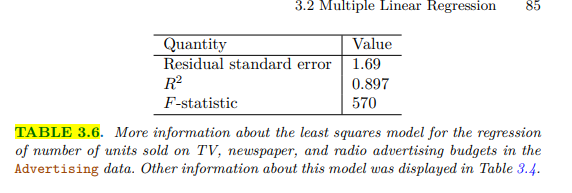 3.2 Multiple Linear Regression 85
Quantity Value
Residual standard error 1.69
R² 0.897
F-statistic 570
TABLE 3.6. More information about the least squares model for the regression
of number of units sold on TV, newspaper, and radio advertising budgets in the
Advertising data. Other information about this model was displayed in Table 3.4.